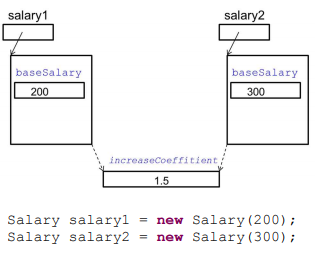 salary1 salary2
baseSalary baseSalary
200 300
increaseCoeffitient
1.5
Salary salary1 = new Salary(200);
Salary salary2 = new Salary(300);